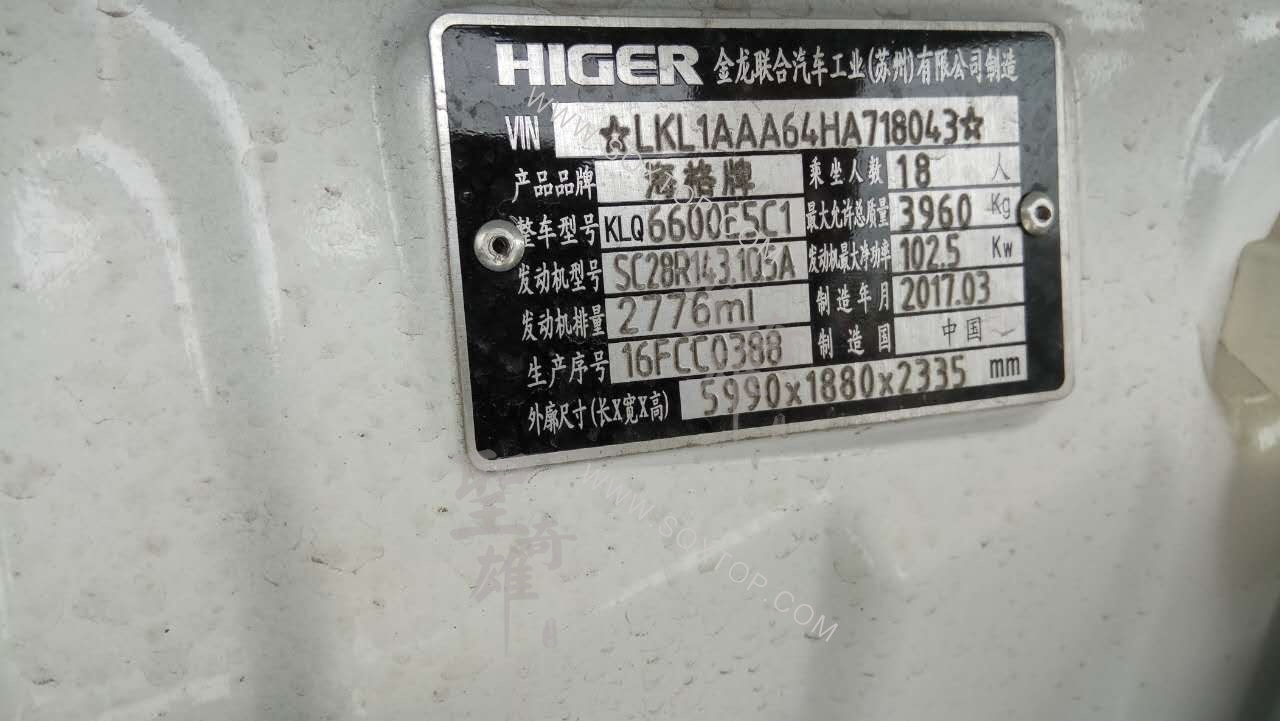 HIGER 金龙联合汽车工业(苏州)有限公司制造
VIN ☆LKL1AAA64HA718043☆
产品品牌 海格牌 乘坐人数 18 人
整车型号 KLQ6600E5C1 最大允许总质量 3960 Kg
发动机型号 SC28R143.1Q5A 发动机最大净功率 102.5 Kw
发动机排量 2776ml 制造年月 2017.03
生产序号 16FCC0388 制造国 中国
外廓尺寸(长X宽X高) 5990x1880x2335 mm
WWW.SOYTOP.COM
WWW.SOYTOP.COM